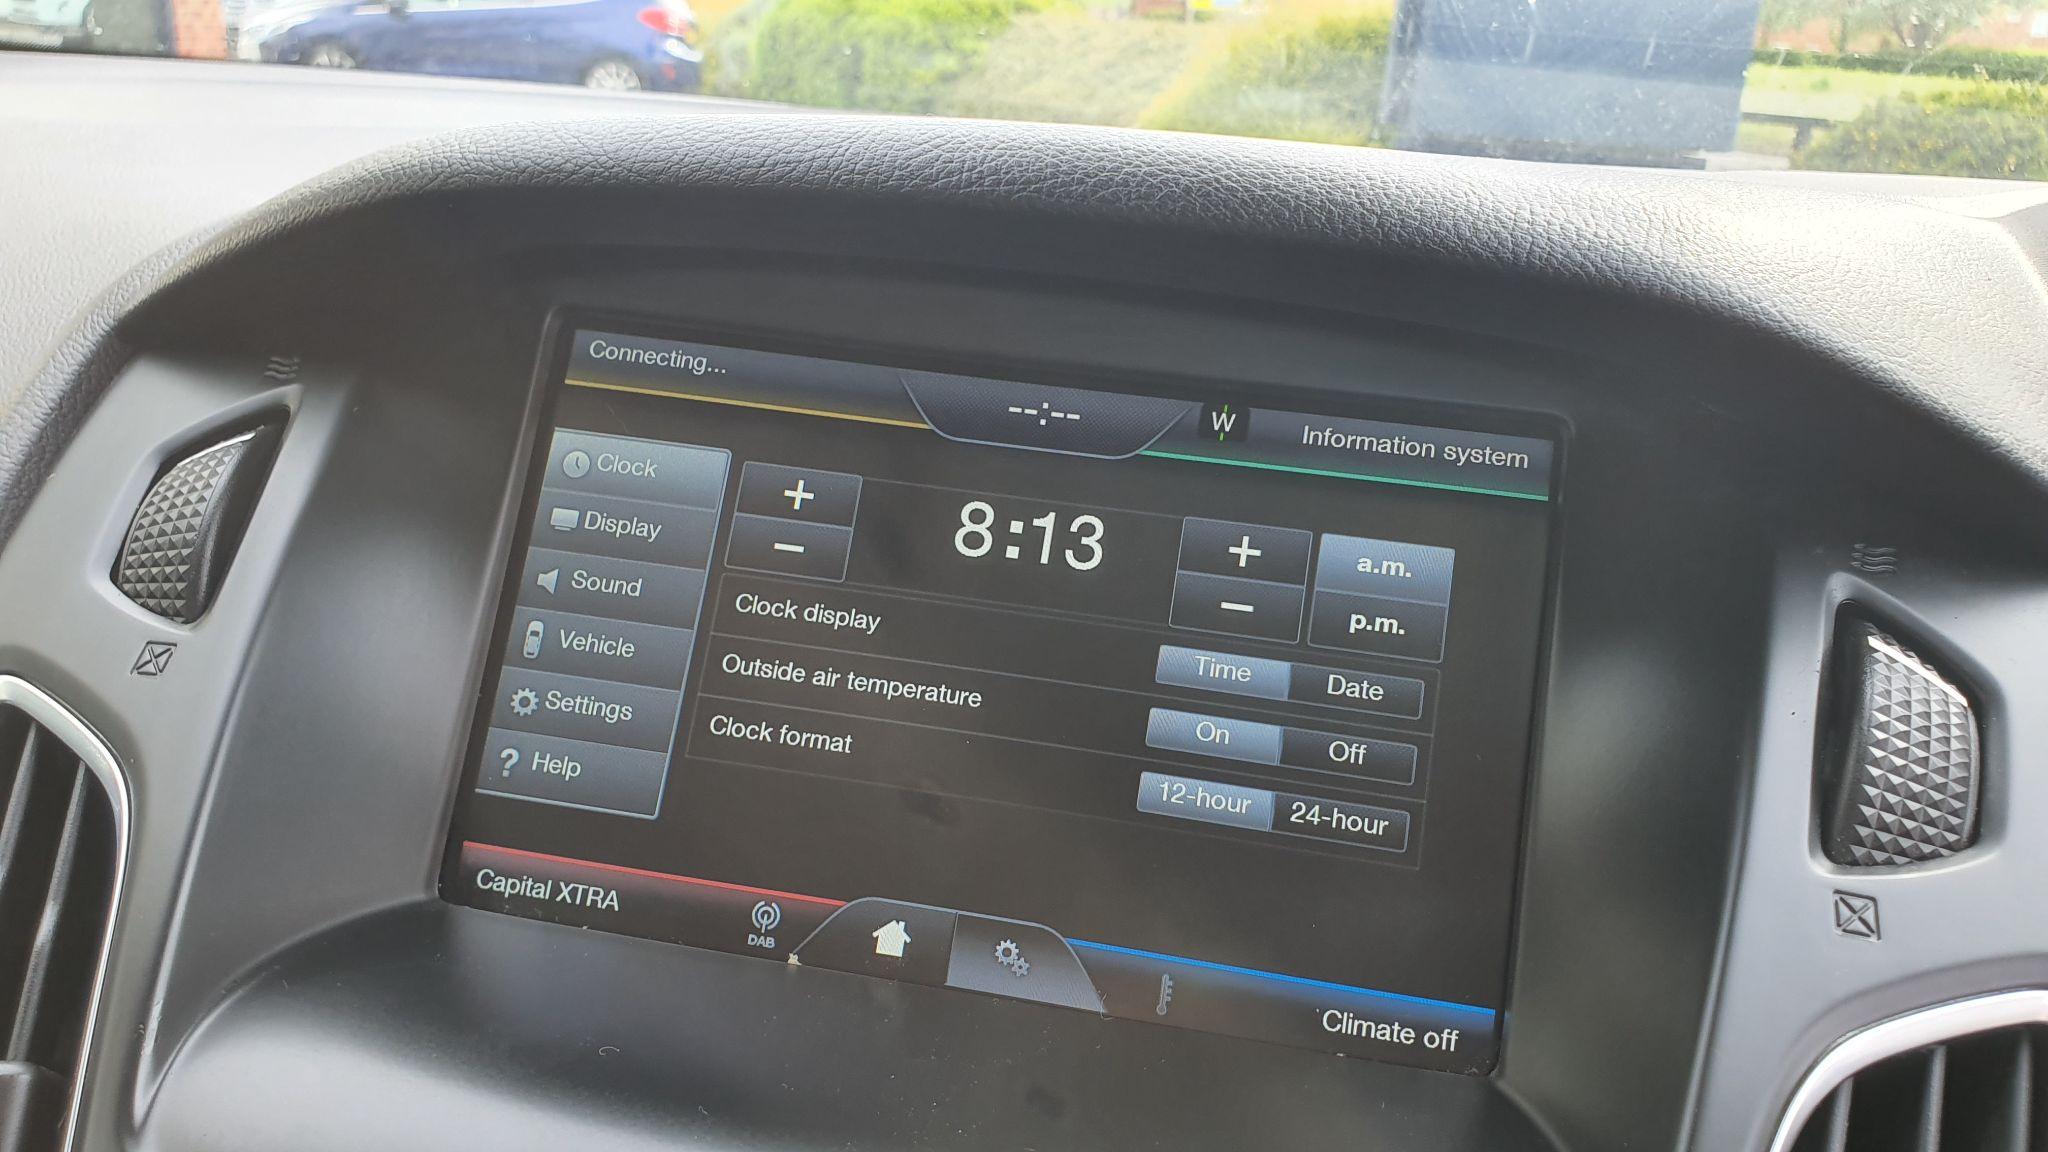 Connecting...
--:--
W
Information system
Clock
Display
Sound
Vehicle
Settings
? Help
+
−
8:13
+
−
a.m.
p.m.
Clock display
Time
Date
Outside air temperature
On
Off
Clock format
12-hour
24-hour
Capital XTRA
DAB
Climate off